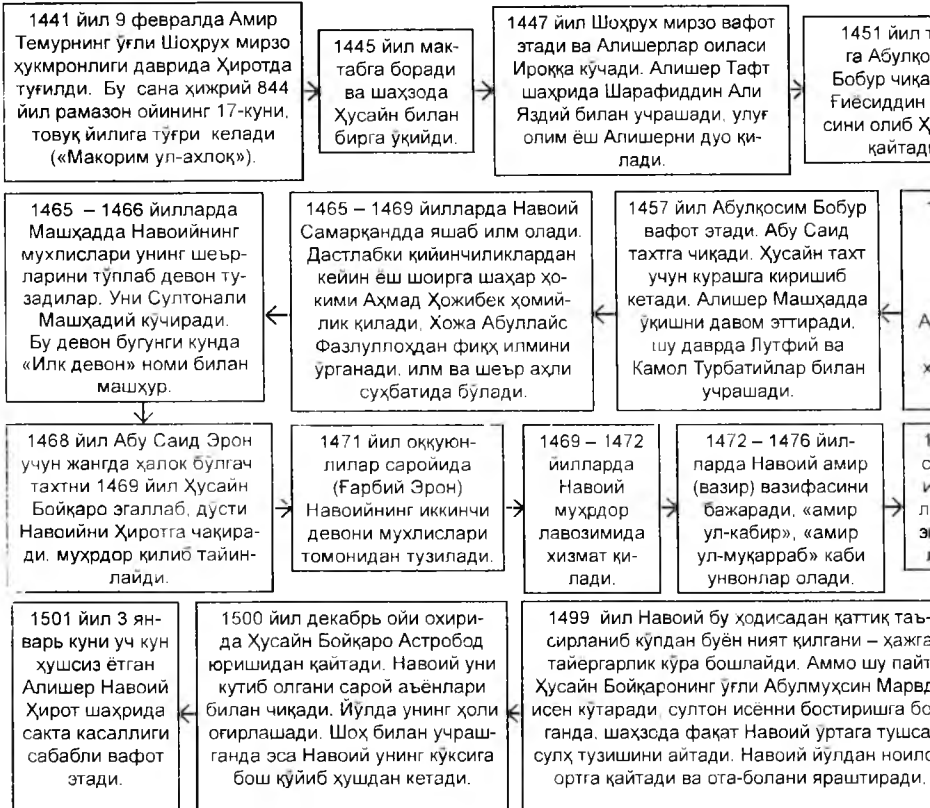 1441 йил 9 февралда Амир
Темурнинг ўғли Шоҳрух мирзо
ҳукмронлиги даврида Ҳиротда
туғилди. Бу сана ҳижрий 844
йил рамазон ойининг 17-куни,
товуқ йилига тўғри келади
(«Макорим ул-ахлоқ»).
1445 йил мак-
табга боради
ва шаҳзода
Ҳусайн билан
бирга ўқийди.
1447 йил Шоҳрух мирзо вафот
этади ва Алишерлар оиласи
Ироққа кўчади. Алишер Тафт
шаҳрида Шарафиддин Али
Яздий билан учрашади, улуғ
олим ёш Алишерни дуо қи-
лади.
1451 йил
га
Бобур
Ғиёсиддин
сини олиб
1465 – 1466 йилларда
Машҳадда Навоийнинг
мухлислари унинг шеър-
ларини тўплаб девон ту-
задилар. Уни Султонали
Машҳадий кўчиради.
Бу девон бугунги кунда
«Илк девон» номи билан
машҳур.
1465 – 1469 йилларда Навоий
Самарқандда яшаб илм олади.
Дастлабки қийинчиликлардан
кейин ёш шоирга шаҳар ҳо-
кими Аҳмад Ҳожибек ҳомий-
лик қилади, Хожа Абуллайс
Фазлуллоҳдан фиқҳ илмини
ўрганади, илм ва шеър аҳли
суҳбатида бўлади.
1457 йил Абулқосим Бобур
вафот этади. Абу Саид
тахтга чиқади. Ҳусайн тахт
учун курашга киришиб
кетади. Алишер Машҳадда
ўқишни давом эттиради,
шу даврда Лутфий ва
Камол Турбатийлар билан
учрашади.
1468 йил Абу Саид Эрон
учун жангда ҳалок бўлгач
тахтни 1469 йил Ҳусайн
Бойқаро эгаллаб, дўсти
Навоийни Ҳиротга чақира-
ди, муҳрдор қилиб тайин-
лайди.
1471 йил оққуюн-
лилар саройида
(Ғарбий Эрон)
Навоийнинг иккинчи
девони мухлислари
томонидан тузилади.
1469 – 1472
йилларда
Навоий
муҳрдор
лавозимида
хизмат қи-
лади.
1472 – 1476 йил-
ларда Навоий амир
(вазир) вазифасини
бажаради, «амир
ул-кабир», «амир
ул-муқарраб» каби
унвонлар олади.
1501 йил 3 ян-
варь куни уч кун
ҳушсиз ётган
Алишер Навоий
Ҳирот шаҳрида
сакта касаллиги
сабабли вафот
этади.
1500 йил декабрь ойи охири-
да Ҳусайн Бойқаро Астробод
юришидан қайтади. Навоий уни
кутиб олгани сарой аъёнлари
билан чиқади. Йўлда унинг ҳоли
оғирлашади. Шоҳ билан учраш-
ганда эса Навоий унинг кўксига
бош қўйиб ҳушдан кетади.
1499 йил Навоий бу ҳодисадан қаттиқ таъ-
сирланиб кўпдан буён ният қилгани – ҳажга
тайергарлик кўра бошлайди. Аммо шу пайт
Ҳусайн Бойқаронинг ўғли Абулмуҳсин Марвд
исен кўтаради, султон исённи бостиришга бо
ганда, шаҳзода фақат Навоий ўртага тушса
сулҳ тузишини айтади. Навоий йўлдан ноило
ортга қайтади ва ота-болани яраштиради.